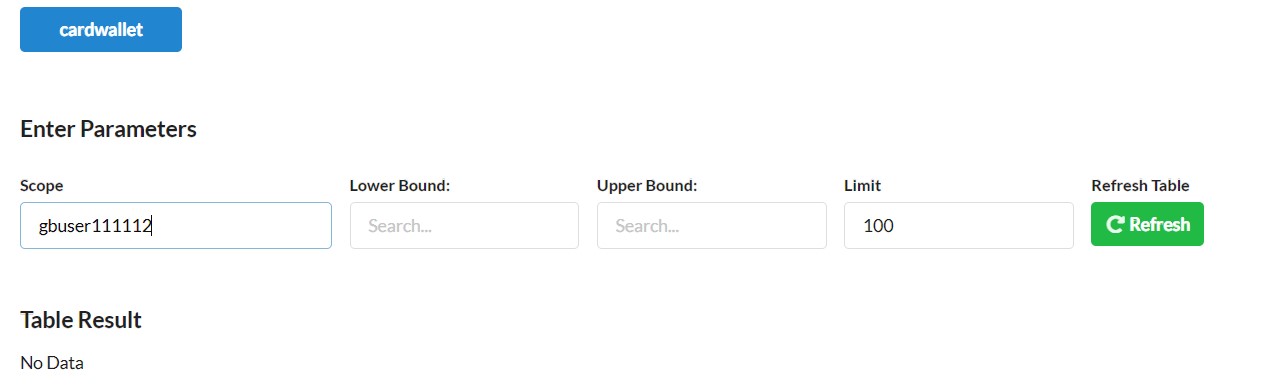 cardwallet
Enter Parameters
Scope Lower Bound: Upper Bound: Limit Refresh Table
gbuser111112 Search... Search... 100 Refresh
Table Result
No Data